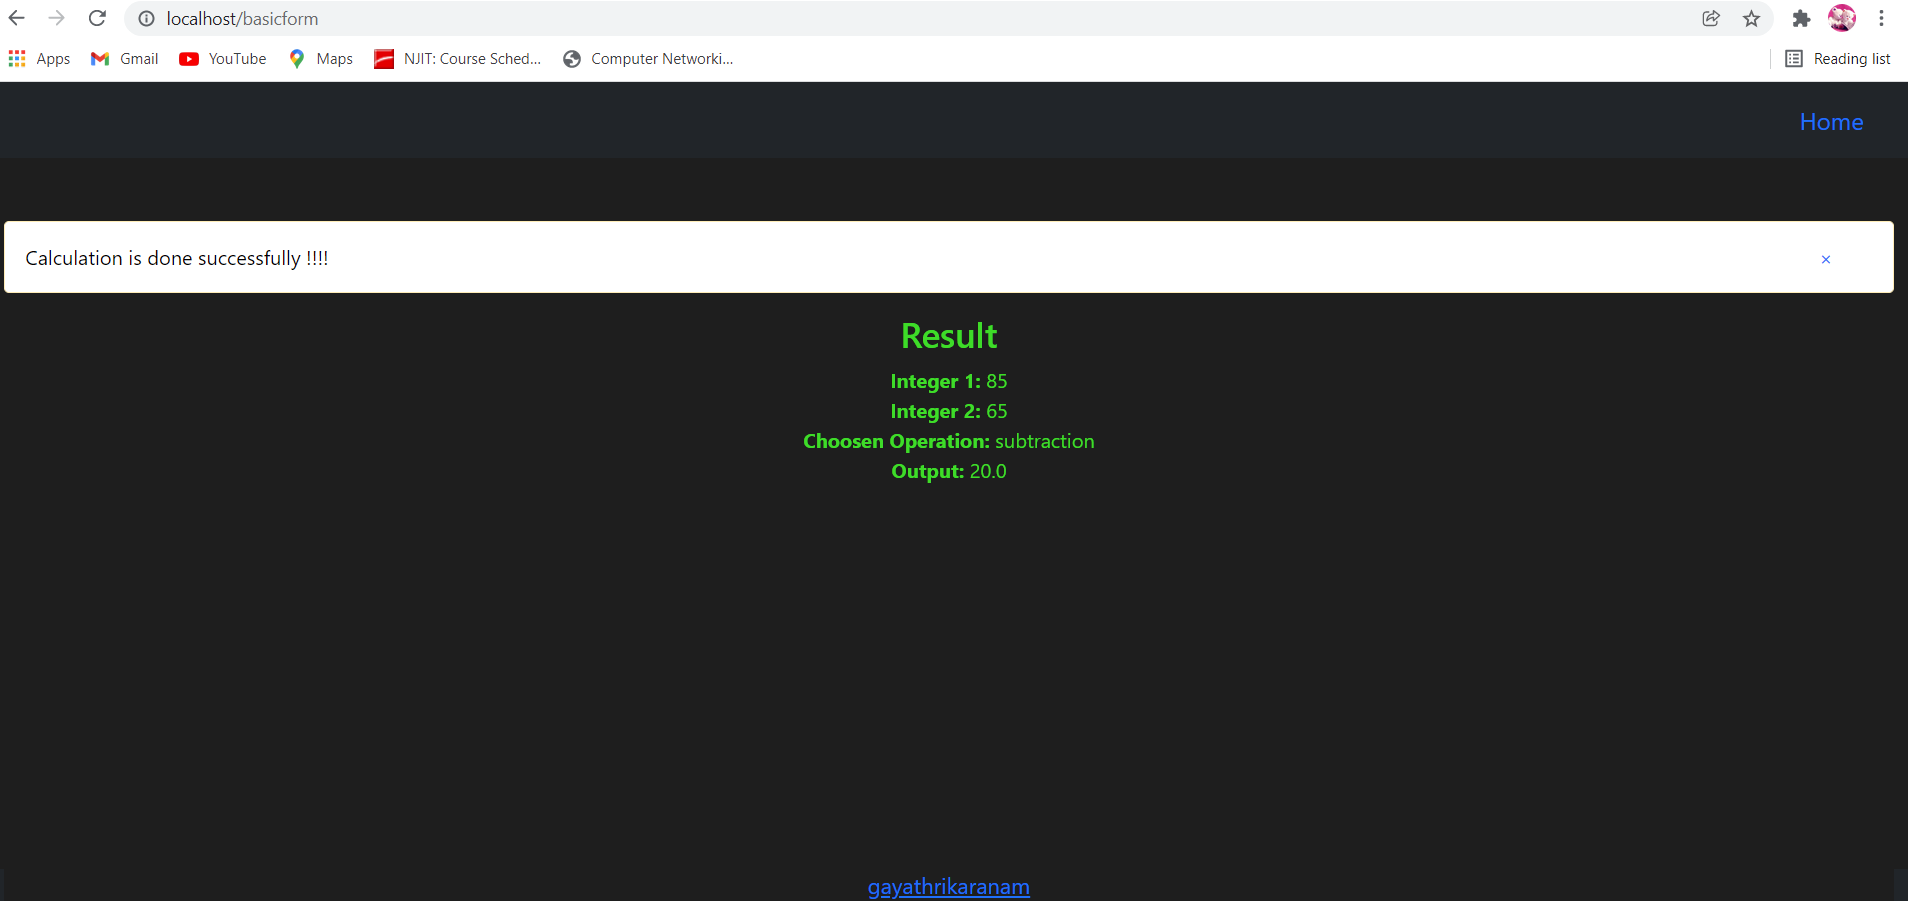 localhost/basicform
Apps Gmail YouTube Maps NJIT: Course Sched... Computer Networki... Reading list
Home
Calculation is done successfully !!!! ×
Result
Integer 1: 85
Integer 2: 65
Choosen Operation: subtraction
Output: 20.0
gayathrikaranam